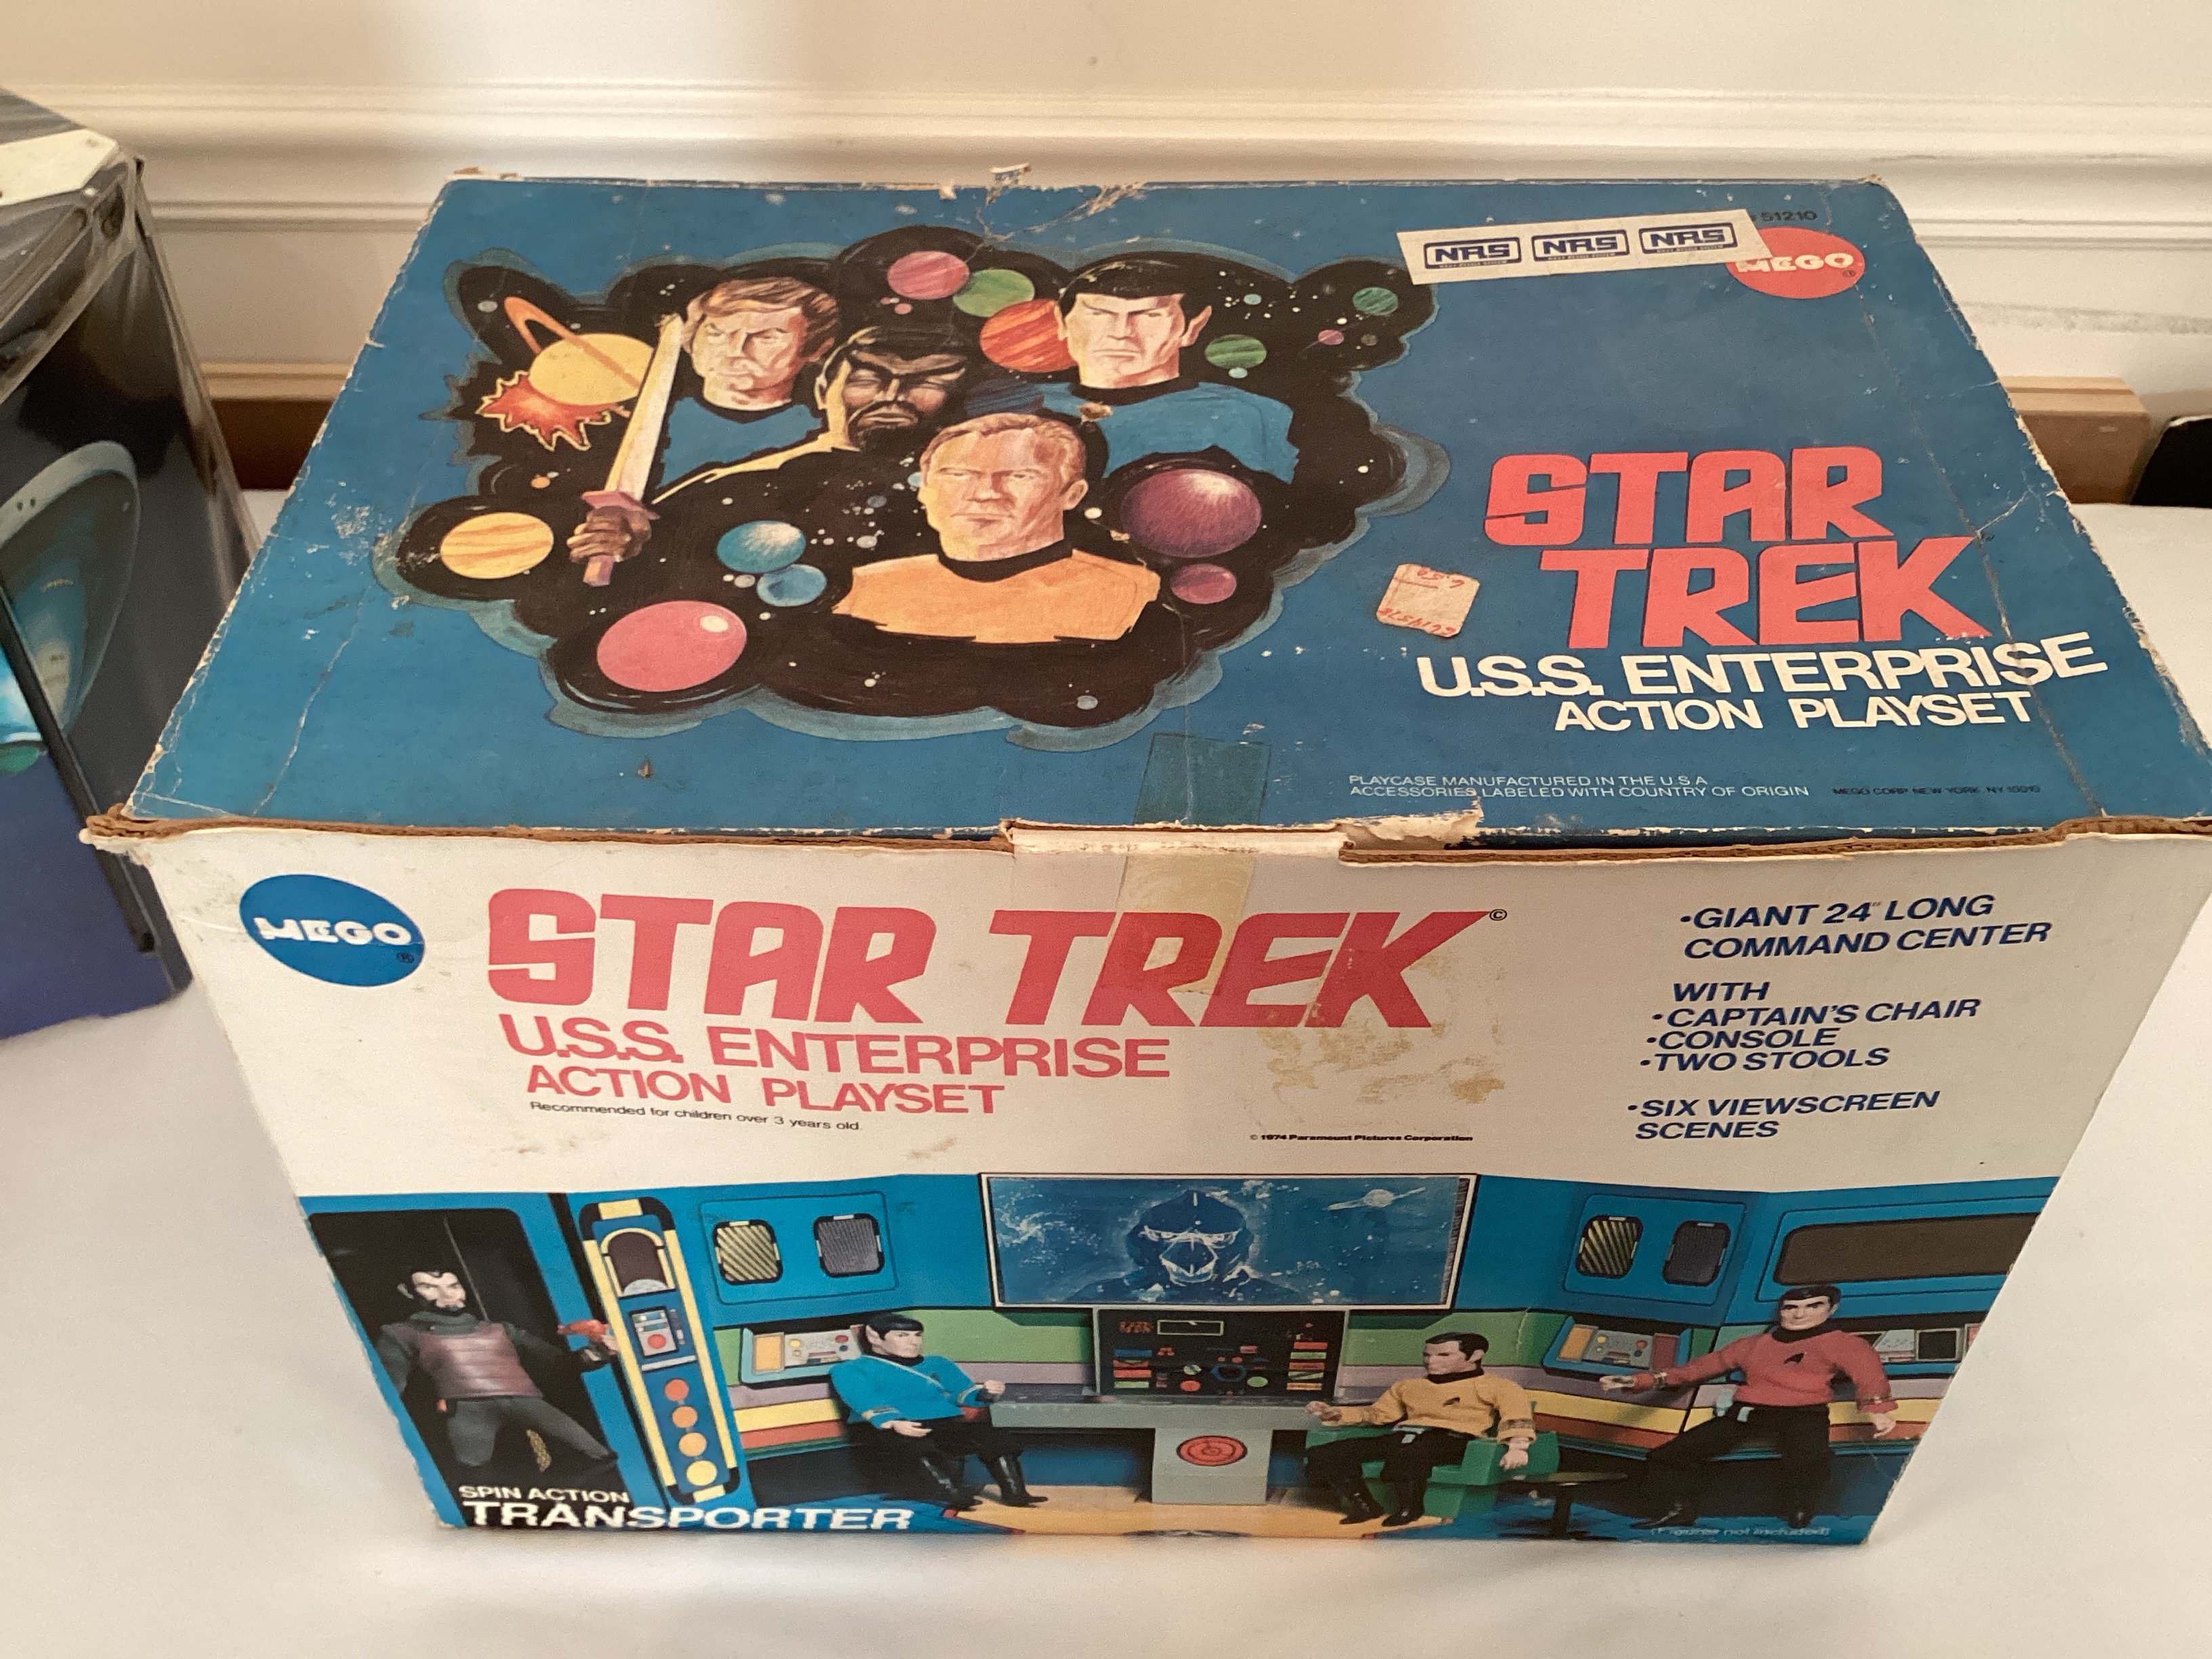 51210
NRS NRS NRS
MEGO
STAR
TREK
U.S.S. ENTERPRISE
ACTION PLAYSET
PLAYCASE MANUFACTURED IN THE U.S.A.
ACCESSORIES LABELED WITH COUNTRY OF ORIGIN
MEGO CORP. NEW YORK, NY 10010
MEGO ®
STAR TREK©
U.S.S. ENTERPRISE
ACTION PLAYSET
Recommended for children over 3 years old.
© 1974 Paramount Pictures Corporation
•GIANT 24" LONG
COMMAND CENTER
WITH
•CAPTAIN'S CHAIR
•CONSOLE
•TWO STOOLS
•SIX VIEWSCREEN
SCENES
SPIN ACTION
TRANSPORTER
(Figures not included)